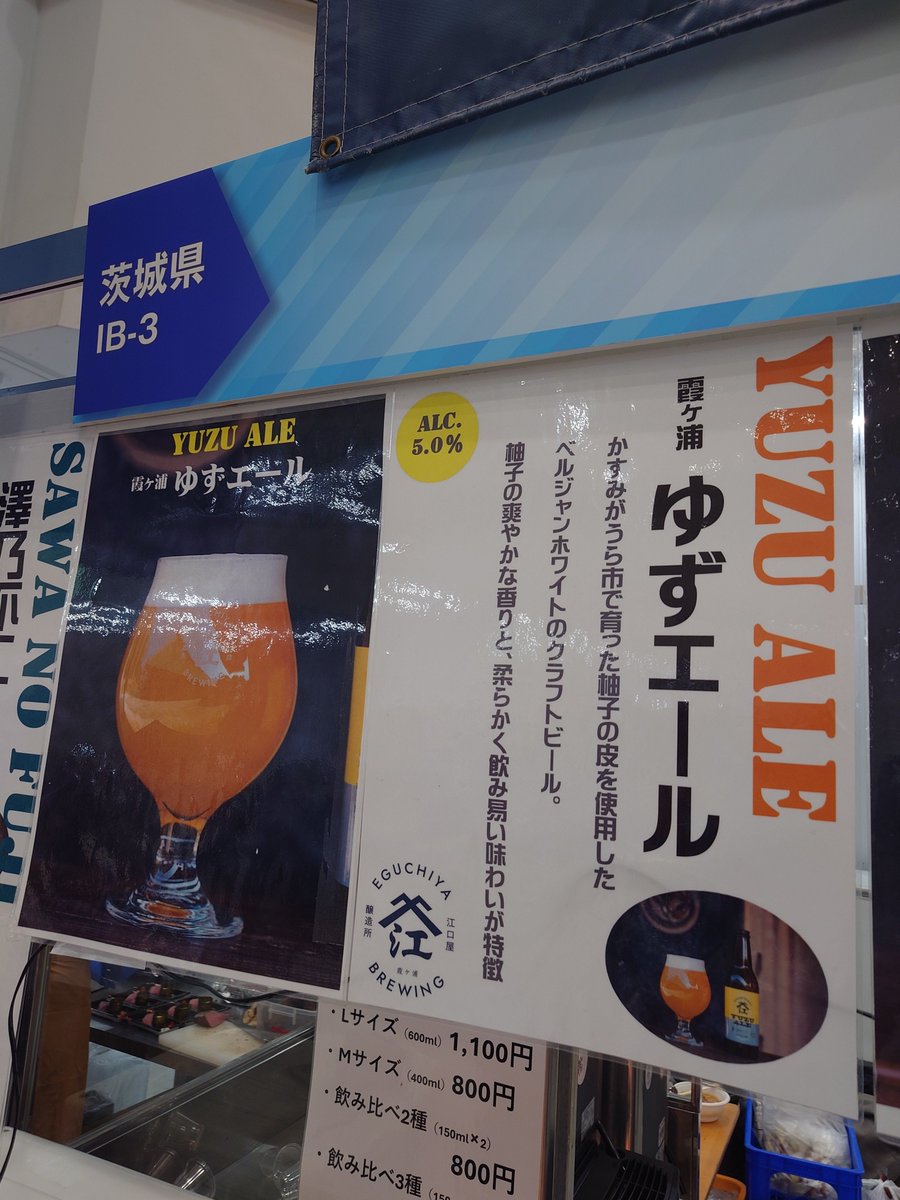 茨城県
IB-3
YUZU ALE
霞ヶ浦 ゆずエール
ALC.
5.0%
YUZU ALE
霞ヶ浦 ゆずエール
かすみがうら市で育った柚子の皮を使用した
ベルジャンホワイトのクラフトビール。
柚子の爽やかな香りと、柔らかく飲み易い味わいが特徴
EGUCHIYA
醸造所
江
江口屋
霞ヶ浦
BREWING
YUZU
ALE
SAWA NO FUJI
澤乃
・Lサイズ (600ml) 1,100円
・Mサイズ (400ml) 800円
・飲み比べ2種 (150ml×2)
800円
・飲み比べ3種